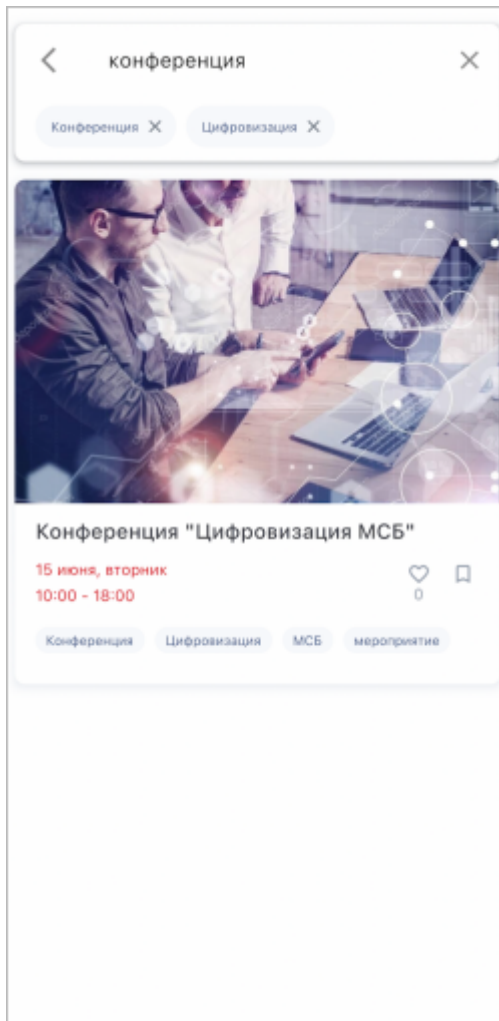 конференция
Конференция
Цифровизация
Конференция "Цифровизация МСБ"
15 июня, вторник
10:00 - 18:00
0
Конференция
Цифровизация
МСБ
мероприятие